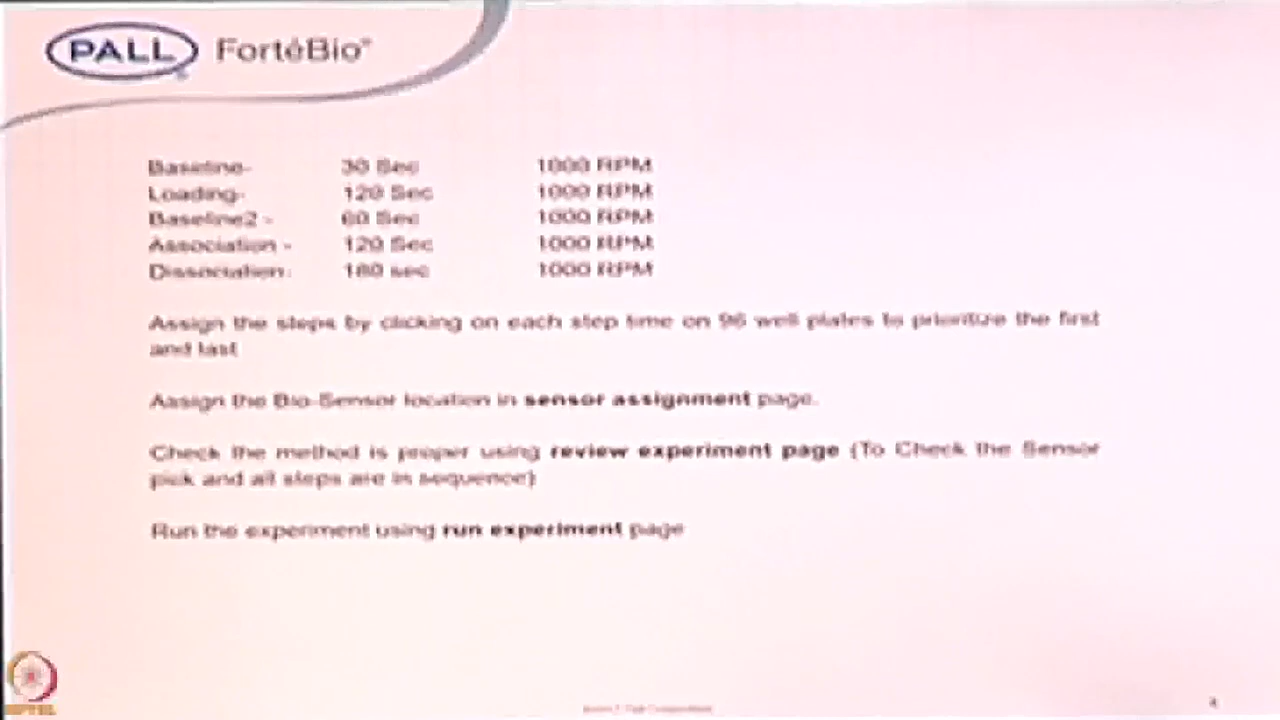 PALL FortéBio
Baseline- 30 Sec 1000 RPM
Loading- 120 Sec 1000 RPM
Baseline2 - 60 Sec 1000 RPM
Association - 120 Sec 1000 RPM
Dissociation- 180 sec 1000 RPM
Assign the steps by clicking on each step time on 96 well plates to prioritize the first
and last
Assign the Bio-Sensor location in sensor assignment page.
Check the method is proper using review experiment page (To Check the Sensor
pick and all steps are in sequence)
Run the experiment using run experiment page
NPTEL